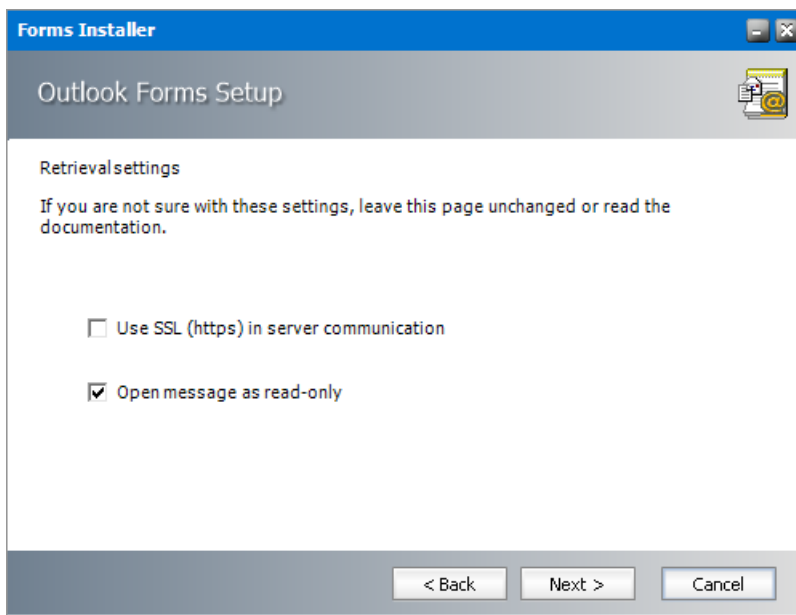 Forms Installer
Outlook Forms Setup
Retrieval settings
If you are not sure with these settings, leave this page unchanged or read the
documentation.
Use SSL (https) in server communication
Open message as read-only
< Back
Next >
Cancel